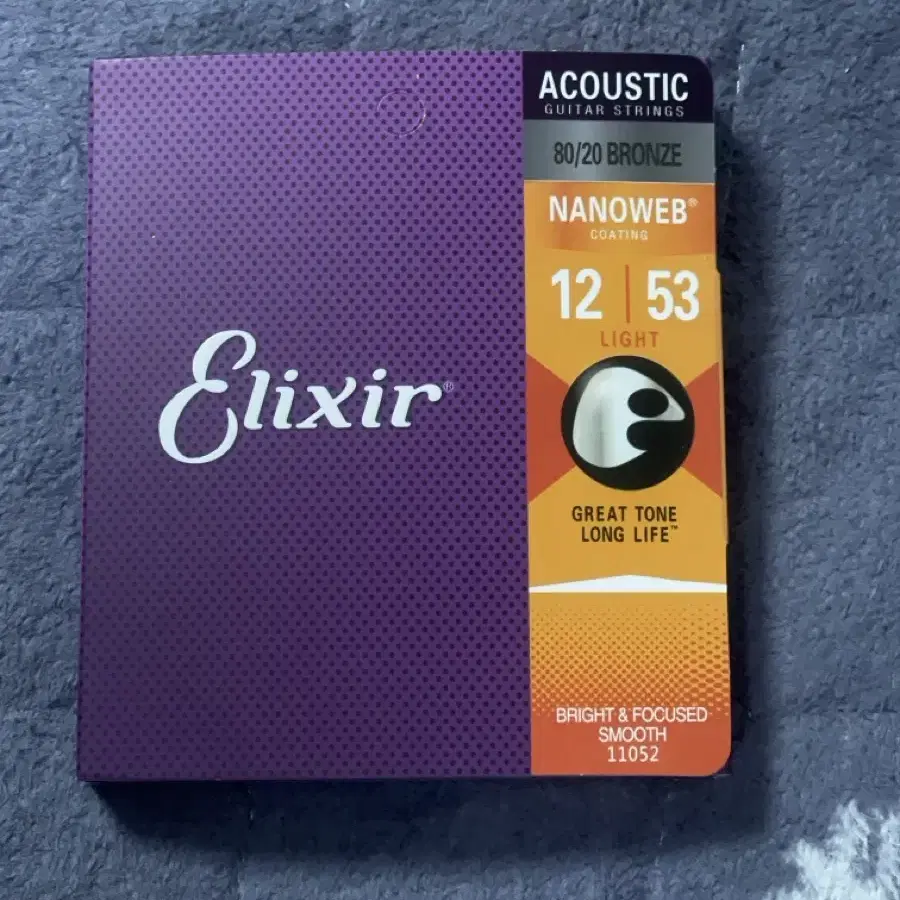 Elixir®
ACOUSTIC
GUITAR STRINGS
80/20 BRONZE
NANOWEB®
COATING
12 | 53
LIGHT
GREAT TONE
LONG LIFE™
BRIGHT & FOCUSED
SMOOTH
11052